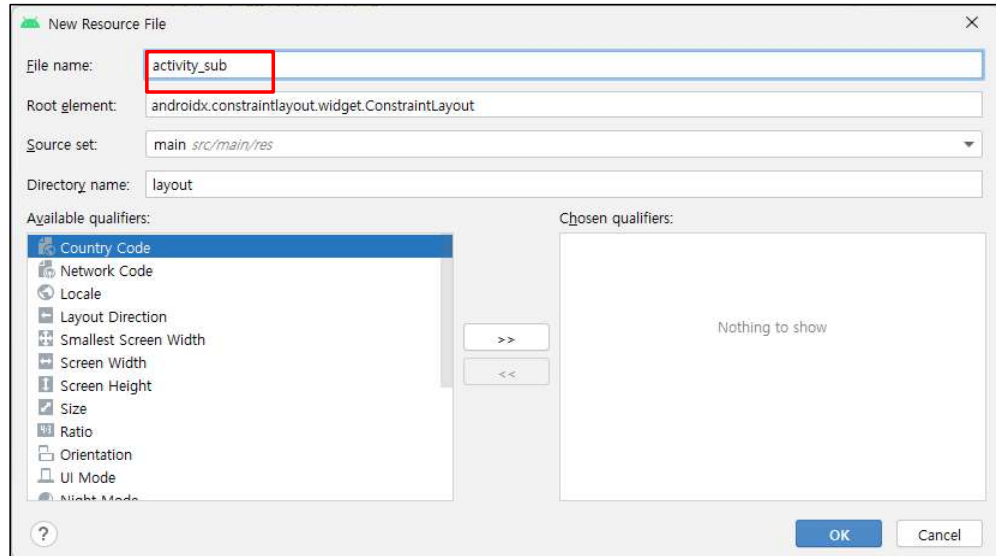 New Resource File
File name: activity_sub
Root element: androidx.constraintlayout.widget.ConstraintLayout
Source set: main src/main/res
Directory name: layout
Available qualifiers:
Country Code
Network Code
Locale
Layout Direction
Smallest Screen Width
Screen Width
Screen Height
Size
Ratio
Orientation
UI Mode
Night Mode
>>
<<
Chosen qualifiers:
Nothing to show
?
OK Cancel